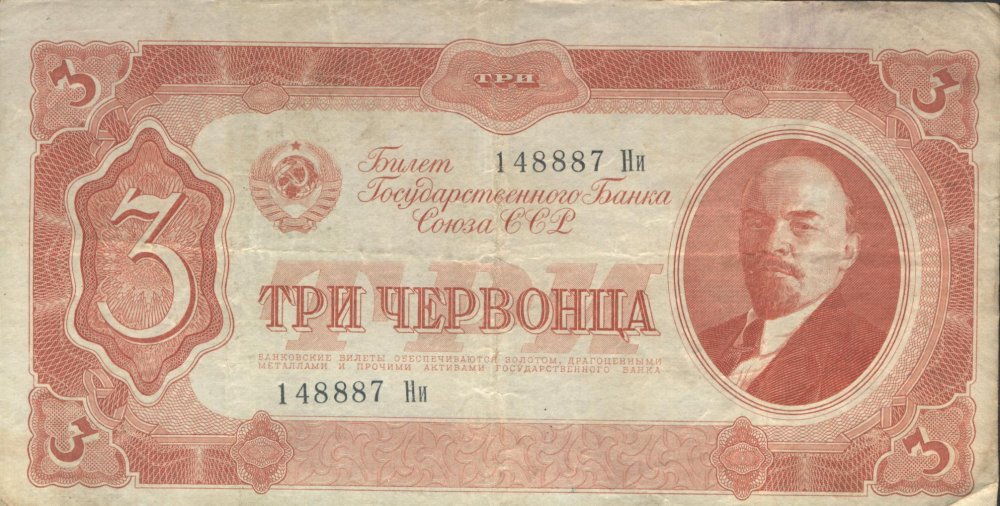 3
ТРИ
3
Билет 148887 Ни
Государственного Банка
Союза ССР
3
ТРИ
ТРИ ЧЕРВОНЦА
БАНКОВСКИЕ БИЛЕТЫ ОБЕСПЕЧИВАЮТСЯ ЗОЛОТОМ, ДРАГОЦЕННЫМИ
МЕТАЛЛАМИ И ПРОЧИМИ АКТИВАМИ ГОСУДАРСТВЕННОГО БАНКА
148887 Ни
3
3